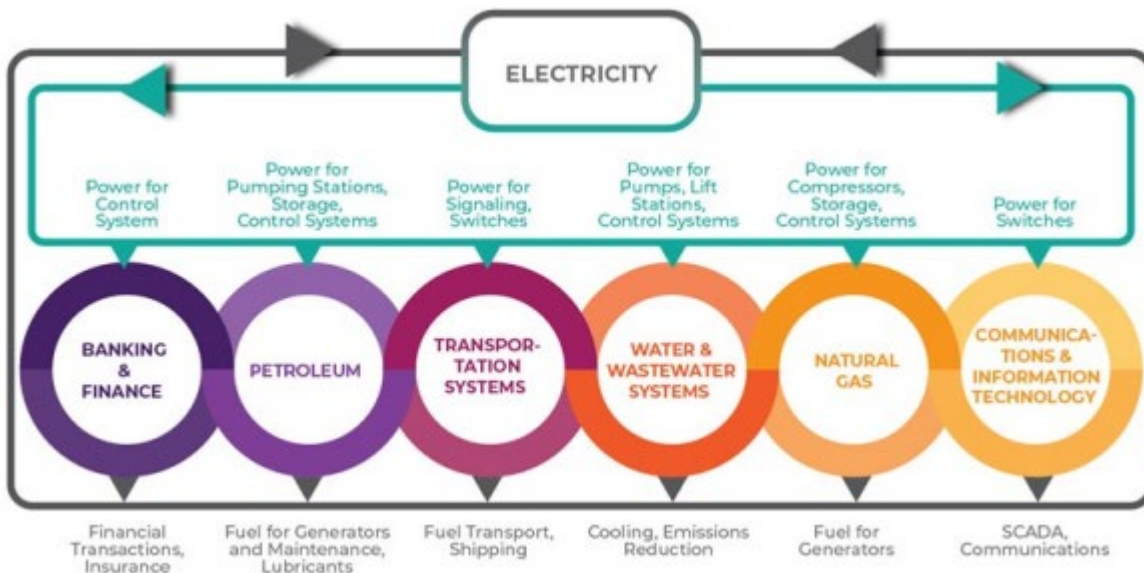 ELECTRICITY
Power for
Control
System
Power for
Pumping Stations,
Storage,
Control Systems
Power for
Signaling,
Switches
Power for
Pumps, Lift
Stations,
Control Systems
Power for
Compressors,
Storage,
Control Systems
Power for
Switches
BANKING
&
FINANCE
PETROLEUM
TRANSPOR-
TATION
SYSTEMS
WATER &
WASTEWATER
SYSTEMS
NATURAL
GAS
COMMUNICA-
TIONS &
INFORMATION
TECHNOLOGY
Financial
Transactions,
Insurance
Fuel for Generators
and Maintenance,
Lubricants
Fuel Transport,
Shipping
Cooling, Emissions
Reduction
Fuel for
Generators
SCADA,
Communications